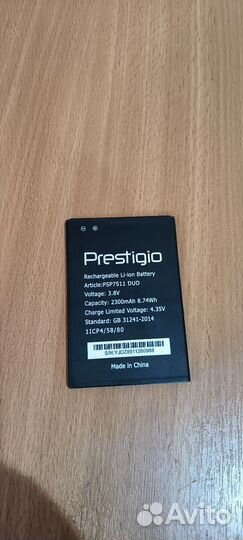 Prestigio
Rechargeable Li-ion Battery
Article:PSP7511 DUO
Voltage: 3.8V
Capacity: 2300mAh 8.74Wh
Charge Limited Voltage: 4.35V
Standard: GB 31241-2014
1ICP4/58/80
S/N:YJDZ8911260986
Made in China
Avito